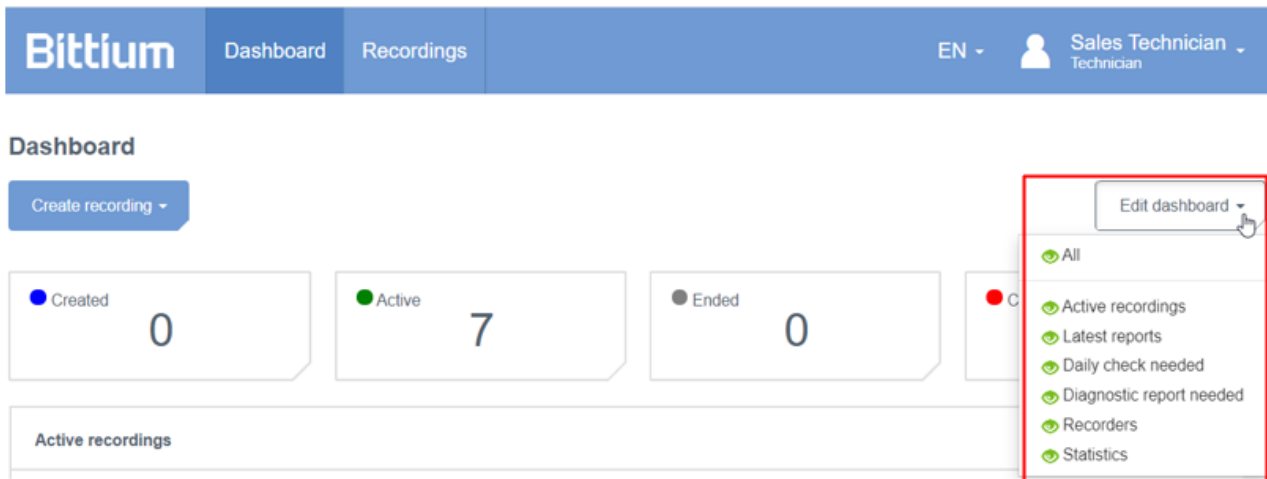 Bittium
Dashboard
Recordings
EN
Sales Technician
Technician
Dashboard
Create recording
Edit dashboard
All
Created
0
Active
7
Ended
0
C
Active recordings
Latest reports
Daily check needed
Diagnostic report needed
Recorders
Statistics
Active recordings